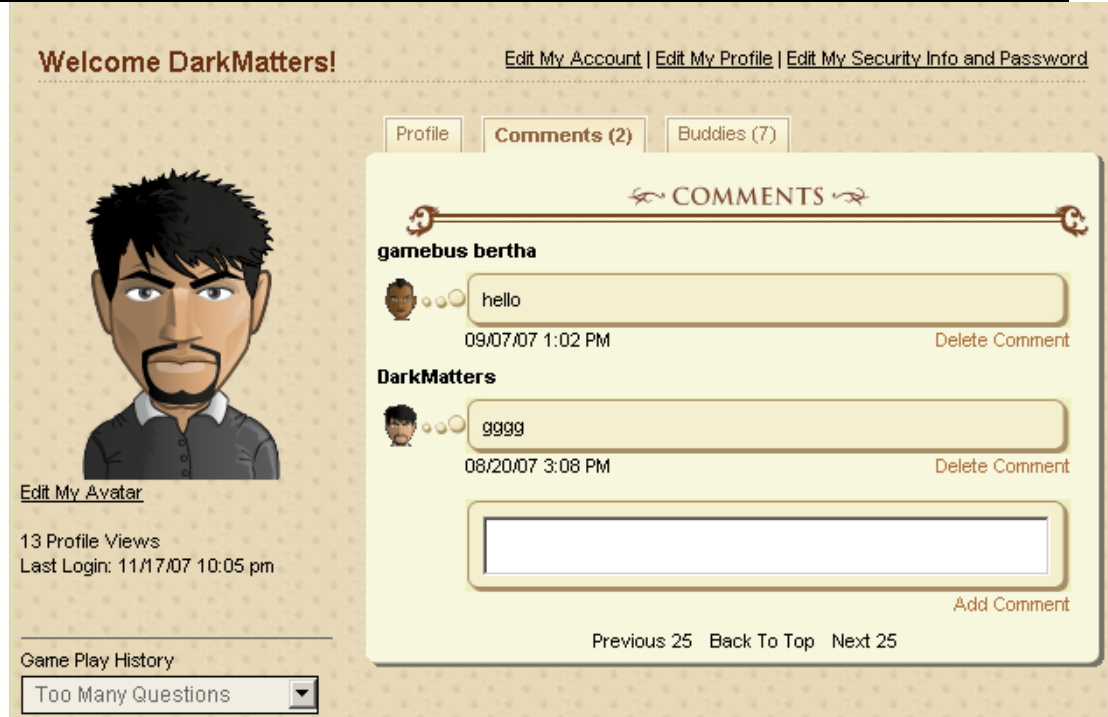 Welcome DarkMatters!
Edit My Account | Edit My Profile | Edit My Security Info and Password
Profile
Comments (2)
Buddies (7)
COMMENTS
gamebus bertha
hello
09/07/07 1:02 PM
Delete Comment
DarkMatters
gggg
08/20/07 3:08 PM
Delete Comment
Add Comment
Previous 25 Back To Top Next 25
Edit My Avatar
13 Profile Views
Last Login: 11/17/07 10:05 pm
Game Play History
Too Many Questions